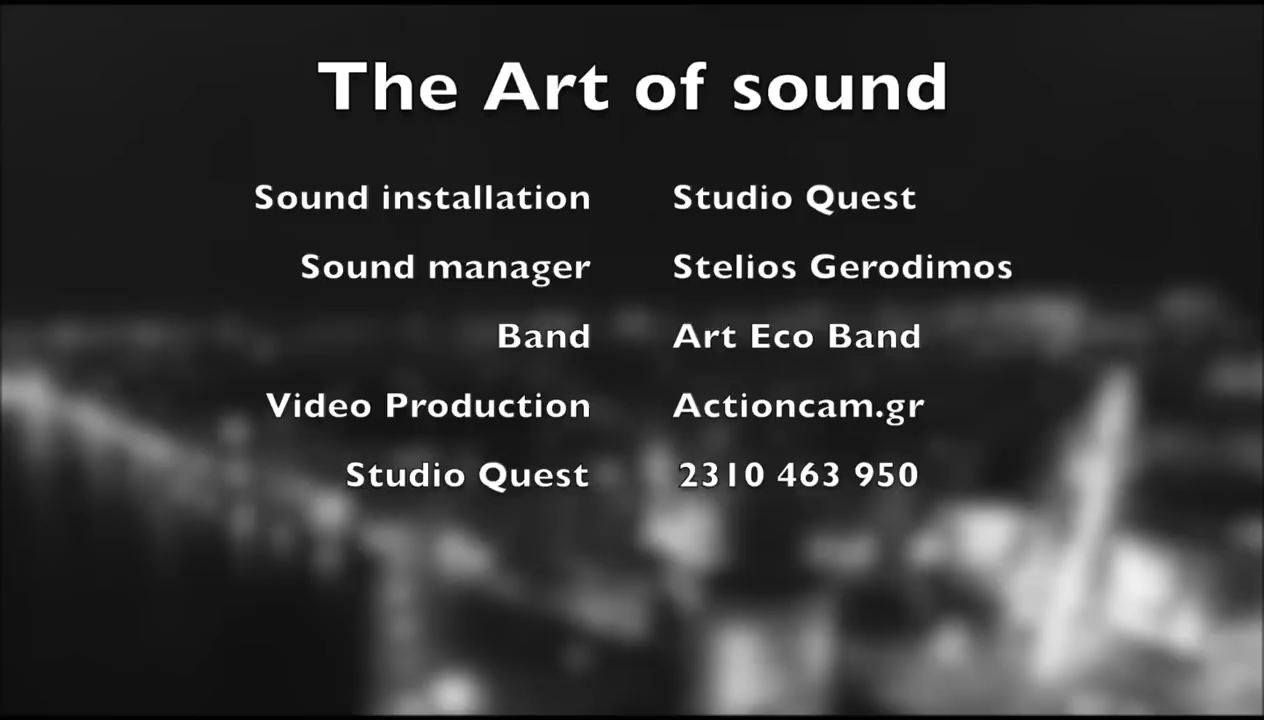 The Art of sound
Sound installation Studio Quest
Sound manager Stelios Gerodimos
Band Art Eco Band
Video Production Actioncam.gr
Studio Quest 2310 463 950